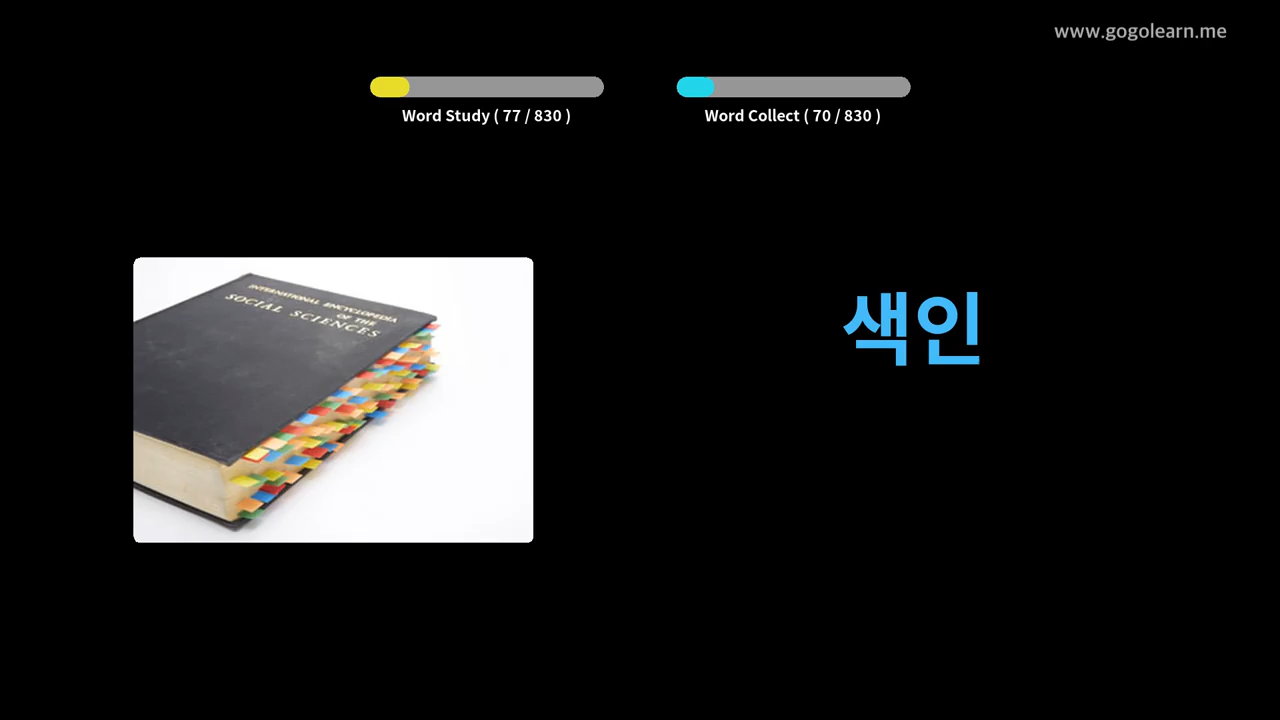 www.gogolearn.me
Word Study ( 77 / 830 )
Word Collect ( 70 / 830 )
INTERNATIONAL ENCYCLOPEDIA
OF THE
SOCIAL SCIENCES
색인